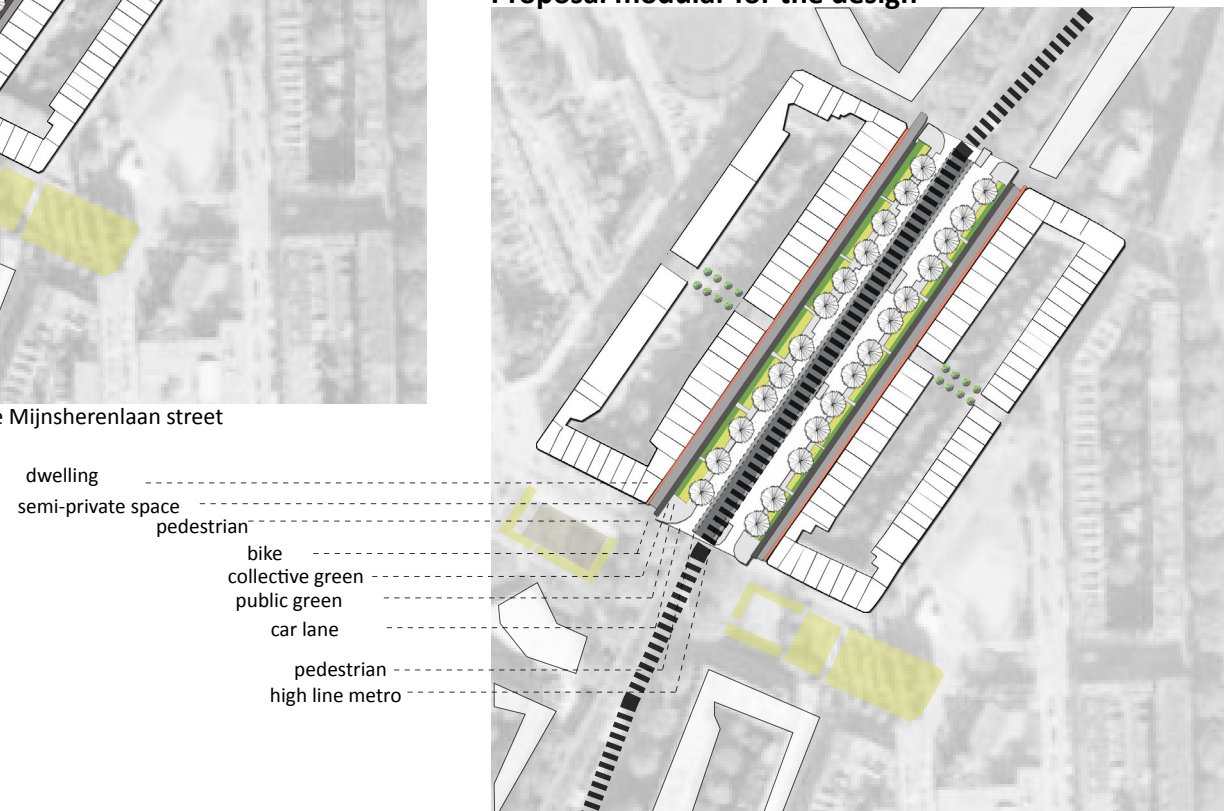 Proposal modular for the design
e Mijnsherenlaan street
dwelling
semi-private space
pedestrian
bike
collective green
public green
car lane
pedestrian
high line metro